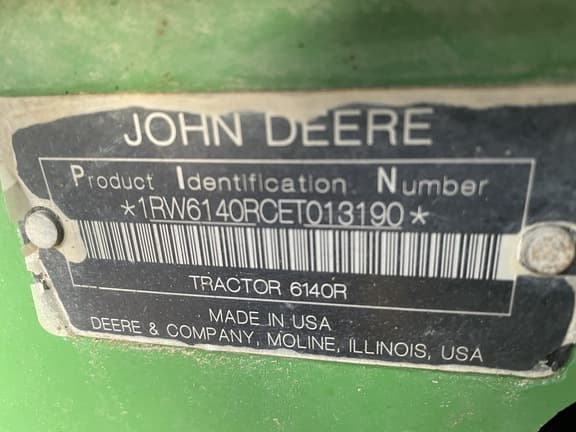 JOHN DEERE
Product Identification Number
*1RW6140RCET013190*
TRACTOR 6140R
MADE IN USA
DEERE & COMPANY, MOLINE, ILLINOIS, USA